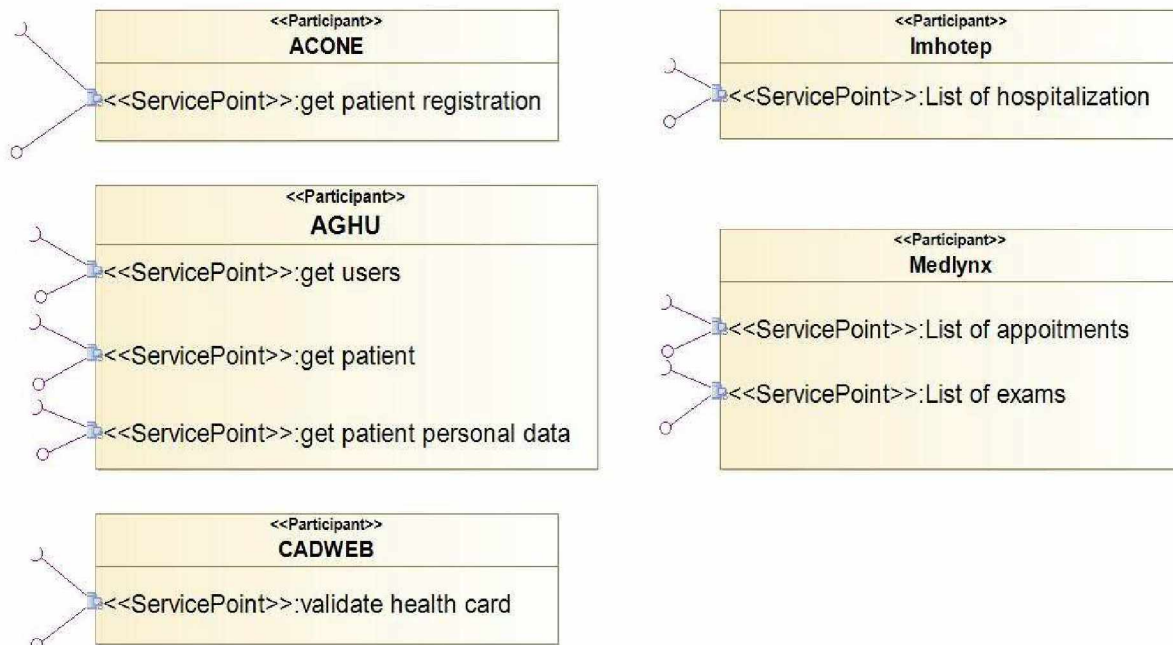 <<Participant>>
ACONE
<<ServicePoint>>:get patient registration
<<Participant>>
AGHU
<<ServicePoint>>:get users
<<ServicePoint>>:get patient
<<ServicePoint>>:get patient personal data
<<Participant>>
CADWEB
<<ServicePoint>>:validate health card
<<Participant>>
Imhotep
<<ServicePoint>>:List of hospitalization
<<Participant>>
Medlynx
<<ServicePoint>>:List of appoitments
<<ServicePoint>>:List of exams